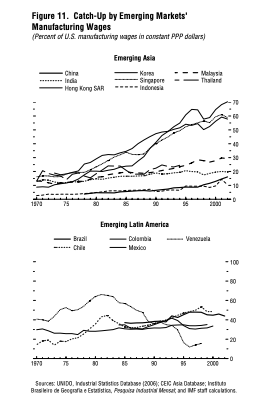 Figure 11. Catch-Up by Emerging Markets'
Manufacturing Wages
(Percent of U.S. manufacturing wages in constant PPP dollars)
Emerging Asia
China Korea Malaysia
India Singapore Thailand
Hong Kong SAR Indonesia
70
60
50
40
30
20
10
0
1970 75 80 85 90 95 2000
Emerging Latin America
Brazil Colombia Venezuela
Chile Mexico
100
80
60
40
20
0
1970 75 80 85 90 95 2000
Sources: UNIDO, Industrial Statistics Database (2006); CEIC Asia Database; Instituto
Brasileiro de Geografia e Estatística, Pesquisa Industrial Mensal; and IMF staff calculations.